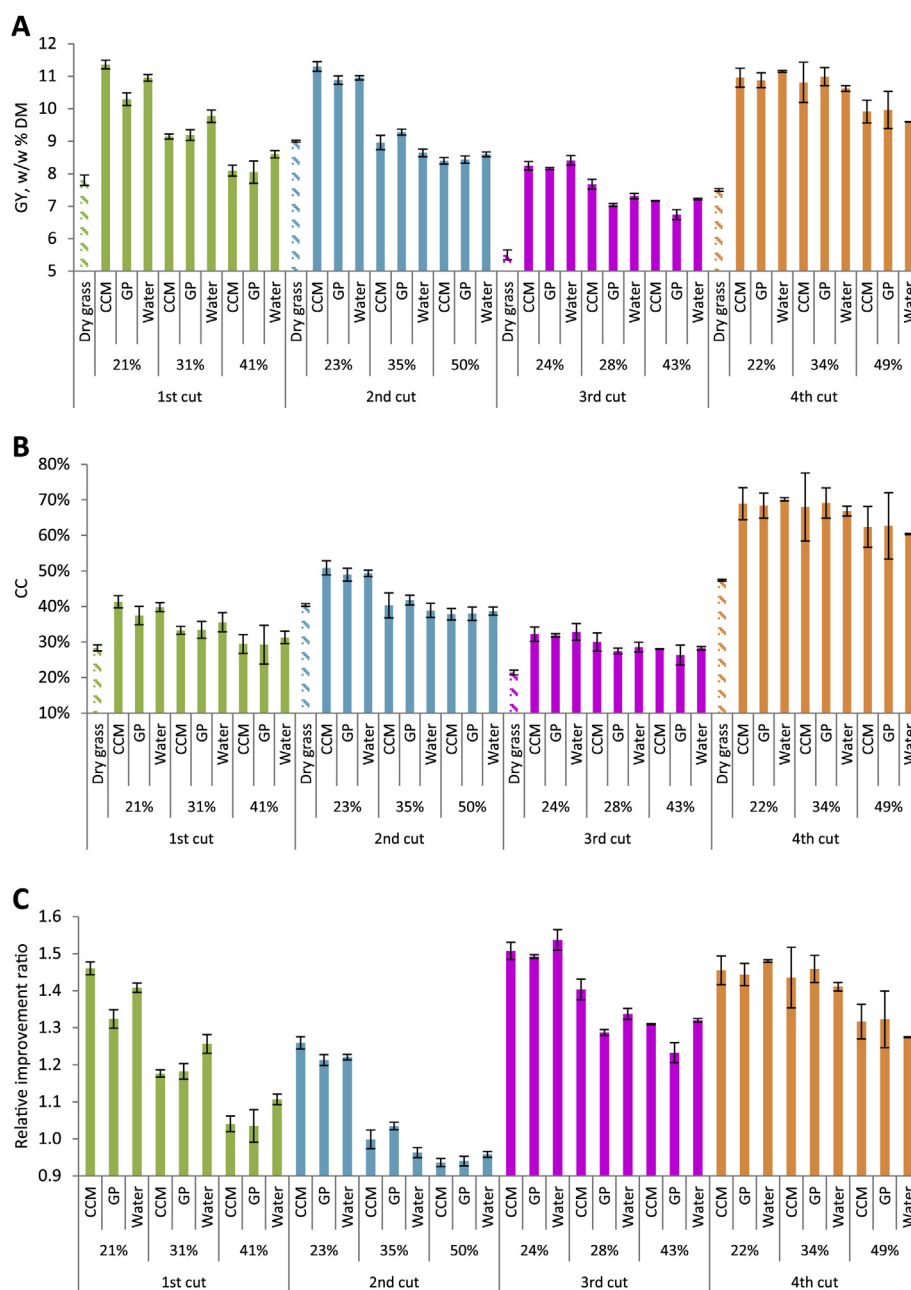 A
GY, w/w % DM
12
11
10
9
8
7
6
5
Dry grass CCM GP Water CCM GP Water CCM GP Water Dry grass CCM GP Water CCM GP Water CCM GP Water Dry grass CCM GP Water CCM GP Water CCM GP Water Dry grass CCM GP Water CCM GP Water CCM GP Water
21% 31% 41% 23% 35% 50% 24% 28% 43% 22% 34% 49%
1st cut 2nd cut 3rd cut 4th cut
B
CC
80%
70%
60%
50%
40%
30%
20%
10%
Dry grass CCM GP Water CCM GP Water CCM GP Water Dry grass CCM GP Water CCM GP Water CCM GP Water Dry grass CCM GP Water CCM GP Water CCM GP Water Dry grass CCM GP Water CCM GP Water CCM GP Water
21% 31% 41% 23% 35% 50% 24% 28% 43% 22% 34% 49%
1st cut 2nd cut 3rd cut 4th cut
C
Relative improvement ratio
1.6
1.5
1.4
1.3
1.2
1.1
1.0
0.9
CCM GP Water CCM GP Water CCM GP Water CCM GP Water CCM GP Water CCM GP Water CCM GP Water CCM GP Water CCM GP Water CCM GP Water CCM GP Water CCM GP Water
21% 31% 41% 23% 35% 50% 24% 28% 43% 22% 34% 49%
1st cut 2nd cut 3rd cut 4th cut